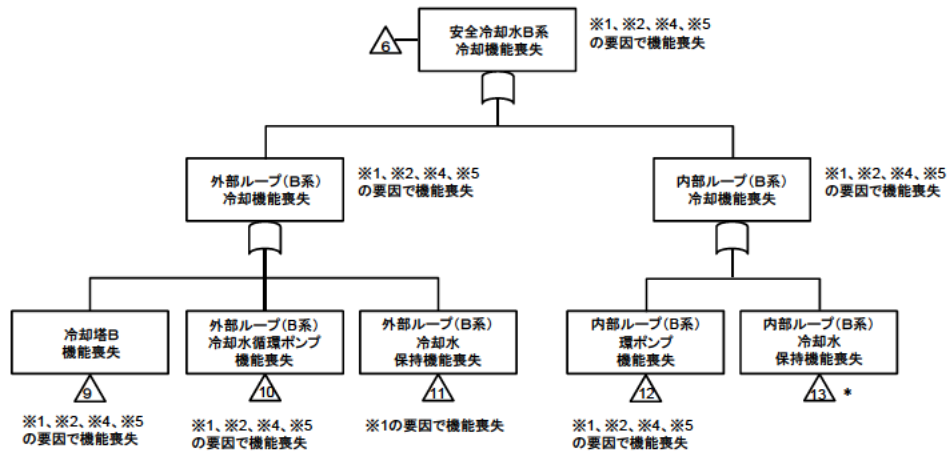 安全冷却水B系
冷却機能喪失
※1、※2、※4、※5
の要因で機能喪失
6
外部ループ(B系)
冷却機能喪失
※1、※2、※4、※5
の要因で機能喪失
内部ループ(B系)
冷却機能喪失
※1、※2、※4、※5
の要因で機能喪失
冷却塔B
機能喪失
9
※1、※2、※4、※5
の要因で機能喪失
外部ループ(B系)
冷却水循環ポンプ
機能喪失
10
※1、※2、※4、※5
の要因で機能喪失
外部ループ(B系)
冷却水
保持機能喪失
11
※1の要因で機能喪失
内部ループ(B系)
環ポンプ
機能喪失
12
※1、※2、※4、※5
の要因で機能喪失
内部ループ(B系)
冷却水
保持機能喪失
13 *